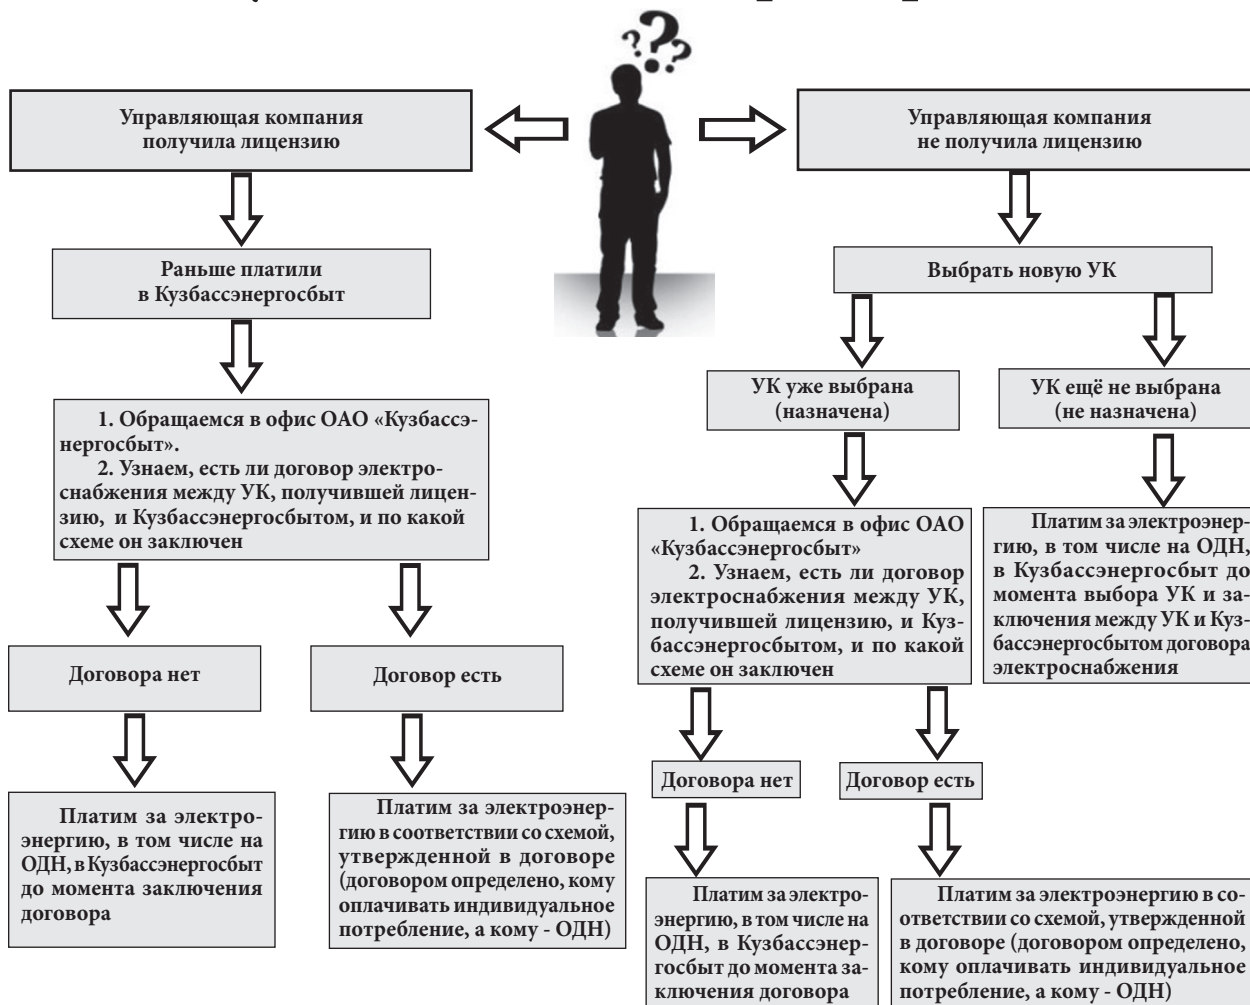 ???
Управляющая компания
получила лицензию
Управляющая компания
не получила лицензию
Раньше платили
в Кузбассэнергосбыт
Выбрать новую УК
УК уже выбрана
(назначена)
УК ещё не выбрана
(не назначена)
1. Обращаемся в офис ОАО «Кузбассэ-
нергосбыт».
2. Узнаем, есть ли договор электро-
снабжения между УК, получившей лицен-
зию, и Кузбассэнергосбытом, и по какой
схеме он заключен
1. Обращаемся в офис ОАО
«Кузбассэнергосбыт»
2. Узнаем, есть ли договор
электроснабжения между УК,
получившей лицензию, и Куз-
бассэнергосбытом, и по какой
схеме он заключен
Платим за электроэнер-
гию, в том числе на ОДН,
в Кузбассэнергосбыт до
момента выбора УК и за-
ключения между УК и Куз-
бассэнергосбытом договора
электроснабжения
Договора нет
Договор есть
Договора нет
Договор есть
Платим за электро-
энергию, в том числе на
ОДН, в Кузбассэнергосбыт
до момента заключения
договора
Платим за электроэнер-
гию в соответствии со схемой,
утвержденной в договоре
(договором определено, кому
оплачивать индивидуальное
потребление, а кому - ОДН)
Платим за электро-
энергию, в том числе на
ОДН, в Кузбассэнер-
госбыт до момента за-
ключения договора
Платим за электроэнергию в со-
ответствии со схемой, утвержденной
в договоре (договором определено,
кому оплачивать индивидуальное
потребление, а кому - ОДН)